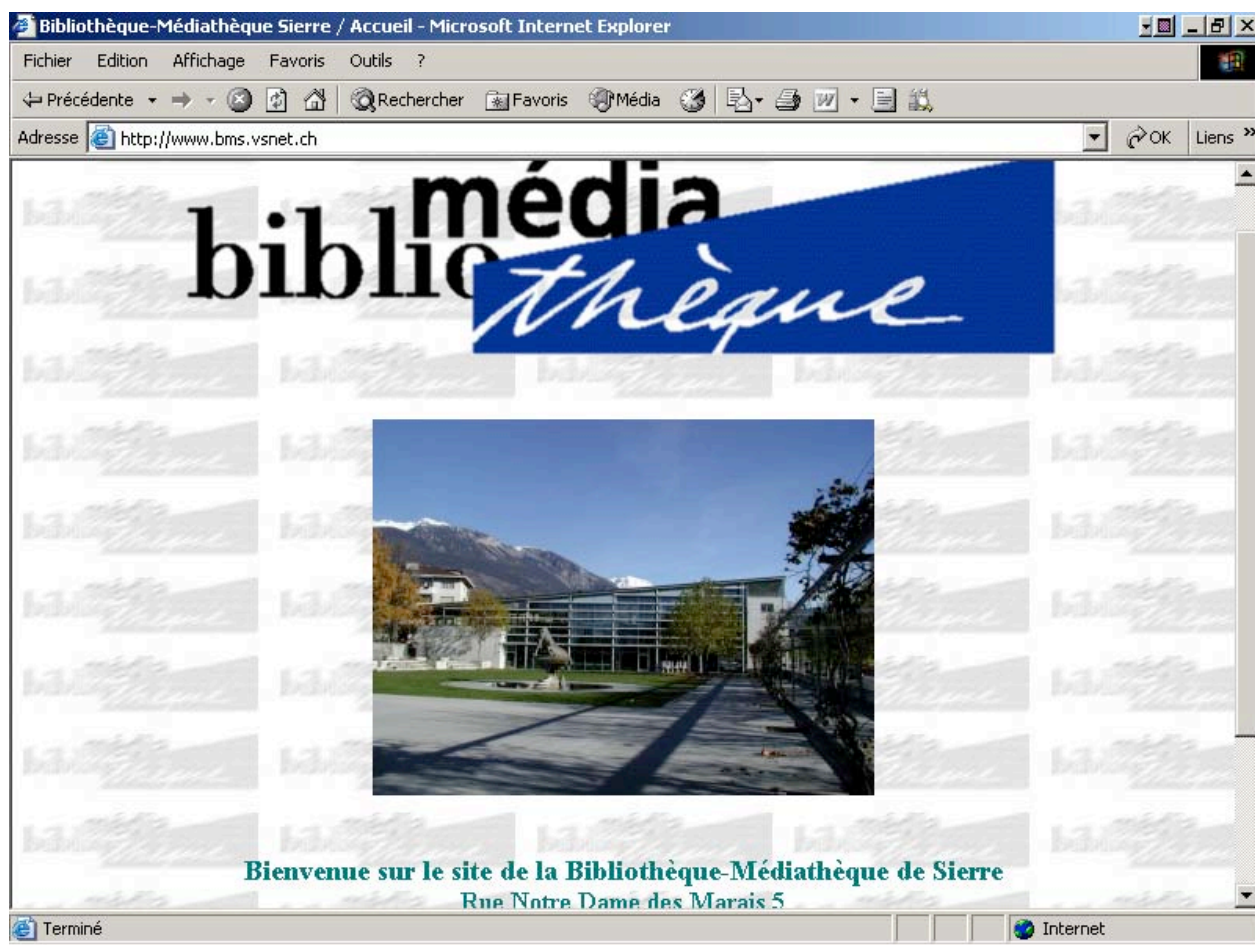 Bibliothèque-Médiathèque Sierre / Accueil - Microsoft Internet Explorer
Fichier Edition Affichage Favoris Outils ?
Précédente Rechercher Favoris Média
Adresse http://www.bms.vsnet.ch OK Liens »
média
biblio
thèque
Bienvenue sur le site de la Bibliothèque-Médiathèque de Sierre
Rue Notre Dame des Marais 5
Terminé Internet